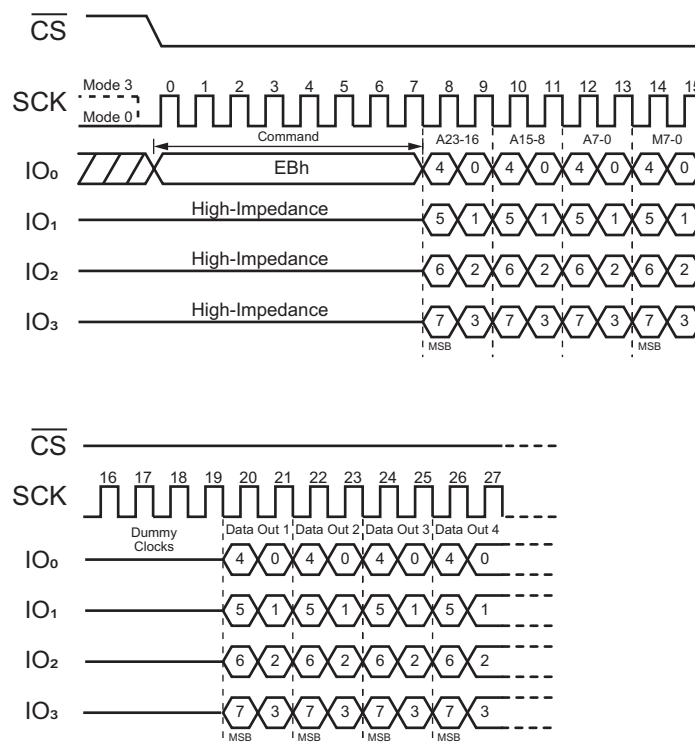 CS
Mode 3
0 1 2 3 4 5 6 7 8 9 10 11 12 13 14 15
SCK
Mode 0
Command A23-16 A15-8 A7-0 M7-0
IO₀ EBh 4 0 4 0 4 0 4 0
IO₁ High-Impedance 5 1 5 1 5 1 5 1
IO₂ High-Impedance 6 2 6 2 6 2 6 2
IO₃ High-Impedance 7 3 7 3 7 3 7 3
MSB MSB
CS
16 17 18 19 20 21 22 23 24 25 26 27
SCK
Dummy Clocks Data Out 1 Data Out 2 Data Out 3 Data Out 4
IO₀ 4 0 4 0 4 0 4 0
IO₁ 5 1 5 1 5 1 5 1
IO₂ 6 2 6 2 6 2 6 2
IO₃ 7 3 7 3 7 3 7 3
MSB MSB MSB MSB